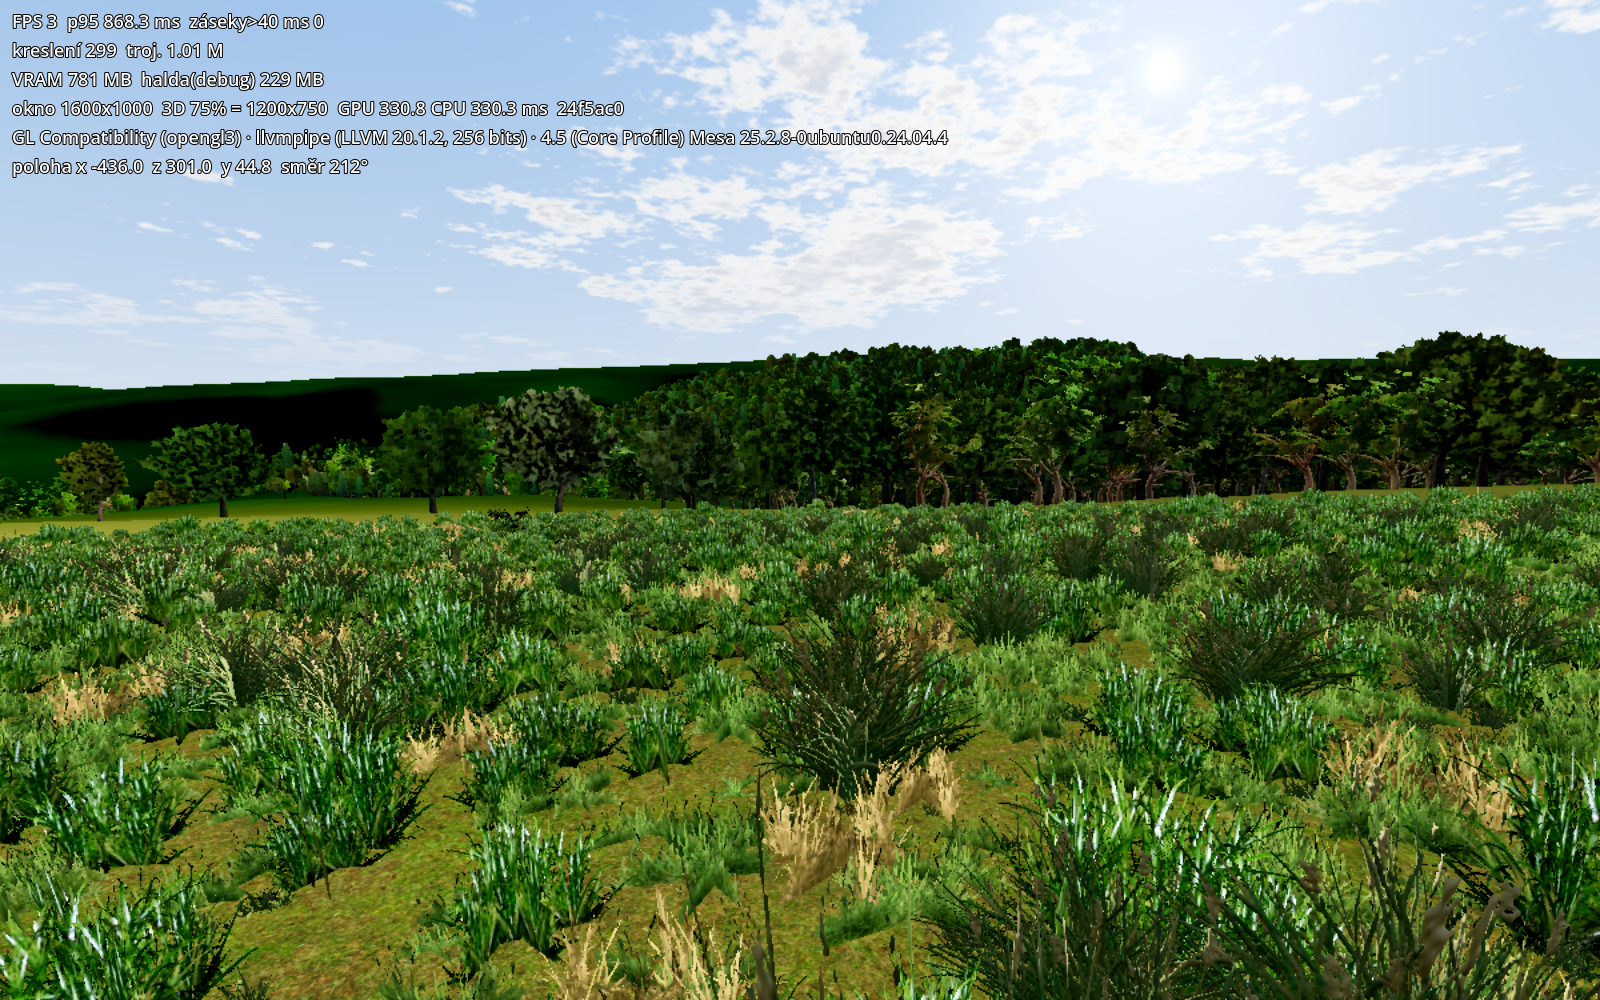 FPS 3  p95 868.3 ms  záseky>40 ms 0
kreslení 299  troj. 1.01 M
VRAM 781 MB  halda(debug) 229 MB
okno 1600x1000  3D 75% = 1200x750  GPU 330.8 CPU 330.3 ms  24f5ac0
GL Compatibility (opengl3) · llvmpipe (LLVM 20.1.2, 256 bits) · 4.5 (Core Profile) Mesa 25.2.8-0ubuntu0.24.04.4
poloha x -436.0  z 301.0  y 44.8  směr 212°